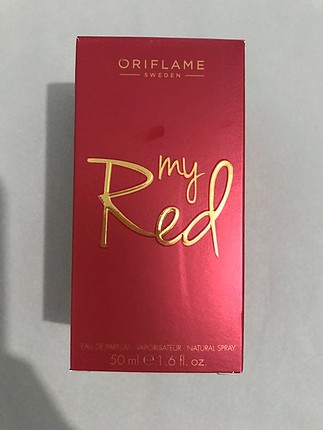 ORIFLAME
SWEDEN
my
Red
EAU DE PARFUM · VAPORISATEUR · NATURAL SPRAY
50 ml ℮ 1.6 fl. oz.